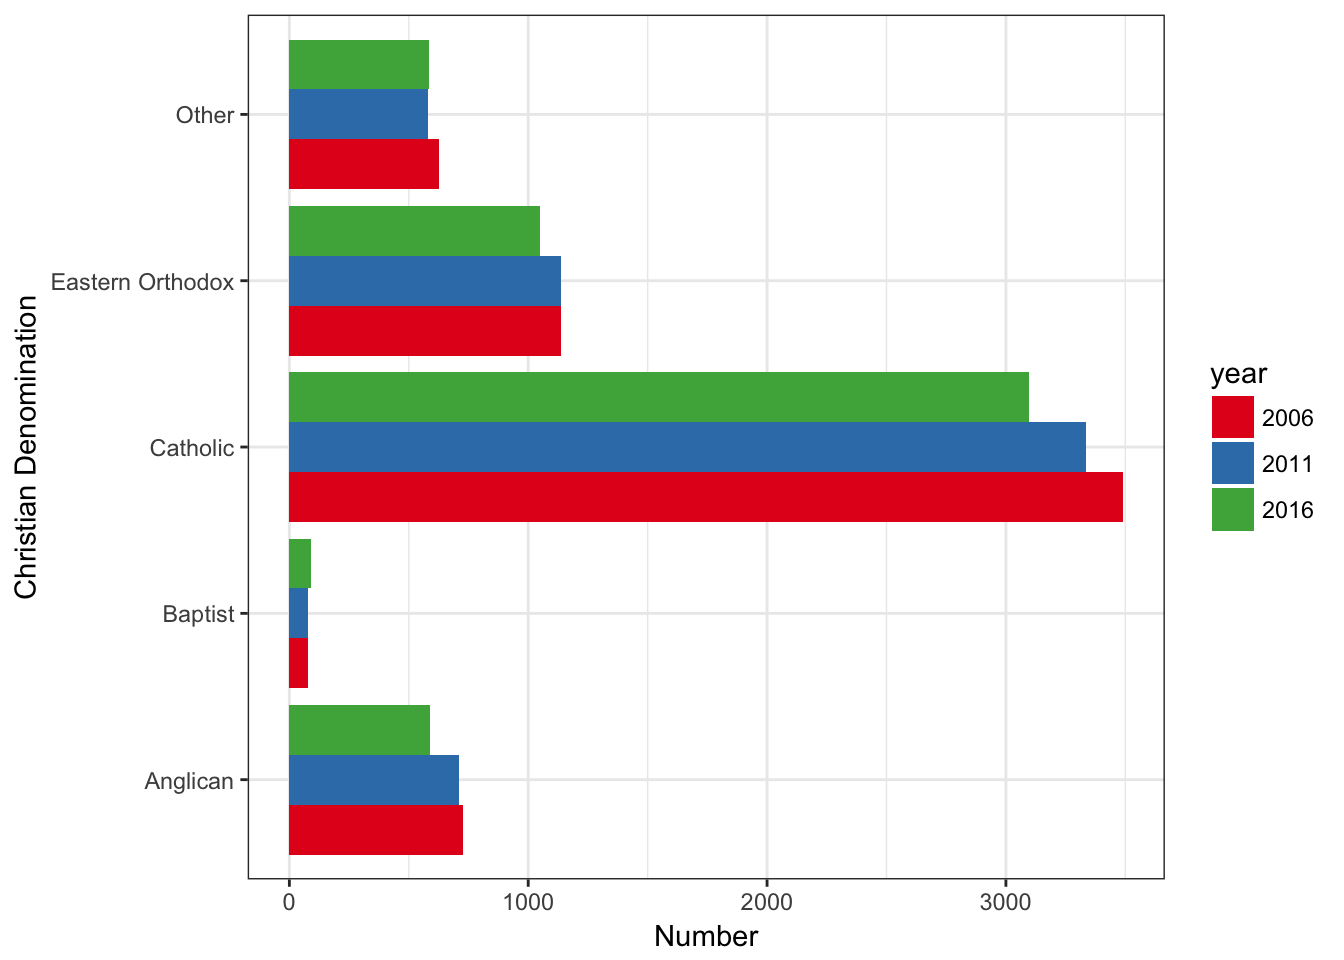 Other
Eastern Orthodox
Catholic
Baptist
Anglican
Christian Denomination
0
1000
2000
3000
Number
year
2006
2011
2016